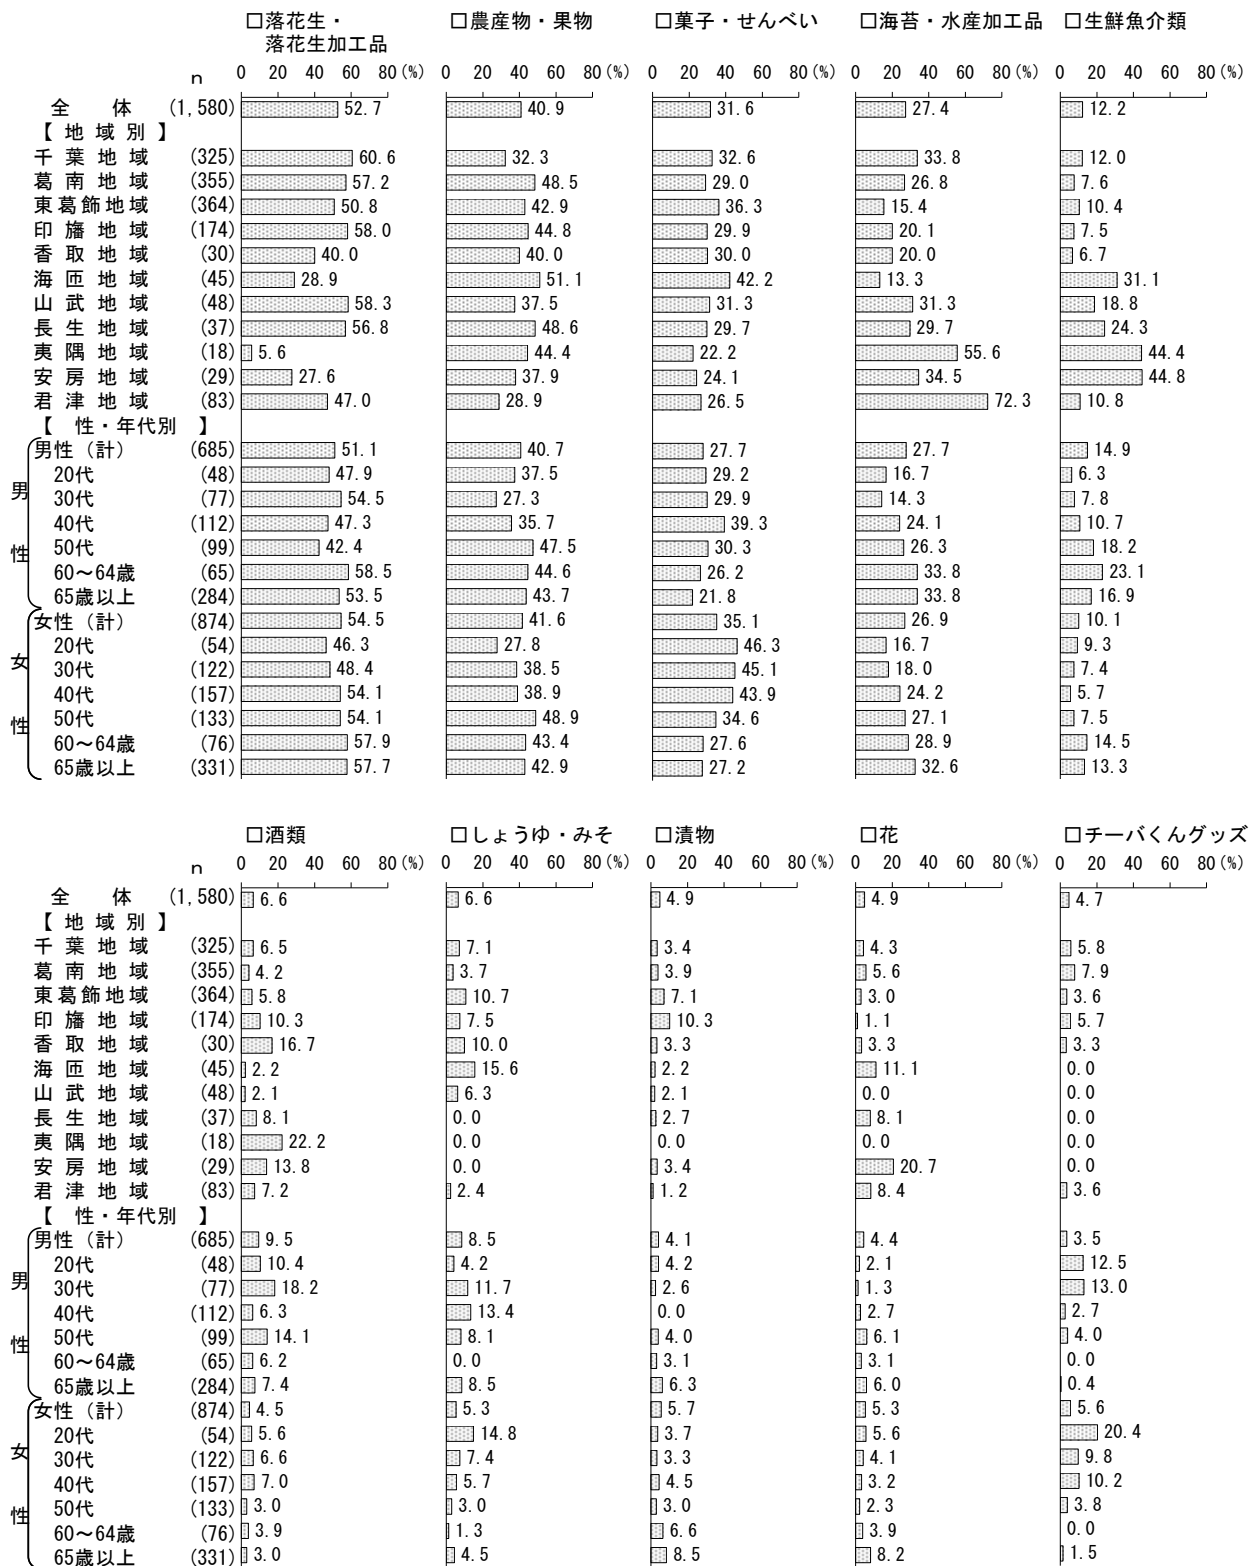 □落花生・ □農産物・果物 □菓子・せんべい □海苔・水産加工品 □生鮮魚介類
落花生加工品
n 0 20 40 60 80(%) 0 20 40 60 80(%) 0 20 40 60 80(%) 0 20 40 60 80(%) 0 20 40 60 80(%)
全 体 (1,580) 52.7 40.9 31.6 27.4 12.2
【地域別】
千葉地域 (325) 60.6 32.3 32.6 33.8 12.0
葛南地域 (355) 57.2 48.5 29.0 26.8 7.6
東葛飾地域 (364) 50.8 42.9 36.3 15.4 10.4
印旛地域 (174) 58.0 44.8 29.9 20.1 7.5
香取地域 (30) 40.0 40.0 30.0 20.0 6.7
海匝地域 (45) 28.9 51.1 42.2 13.3 31.1
山武地域 (48) 58.3 37.5 31.3 31.3 18.8
長生地域 (37) 56.8 48.6 29.7 29.7 24.3
夷隅地域 (18) 5.6 44.4 22.2 55.6 44.4
安房地域 (29) 27.6 37.9 24.1 34.5 44.8
君津地域 (83) 47.0 28.9 26.5 72.3 10.8
【 性・年代別 】
男性（計） (685) 51.1 40.7 27.7 27.7 14.9
20代 (48) 47.9 37.5 29.2 16.7 6.3
男 30代 (77) 54.5 27.3 29.9 14.3 7.8
40代 (112) 47.3 35.7 39.3 24.1 10.7
性 50代 (99) 42.4 47.5 30.3 26.3 18.2
60～64歳 (65) 58.5 44.6 26.2 33.8 23.1
65歳以上 (284) 53.5 43.7 21.8 33.8 16.9
女性（計） (874) 54.5 41.6 35.1 26.9 10.1
20代 (54) 46.3 27.8 46.3 16.7 9.3
女 30代 (122) 48.4 38.5 45.1 18.0 7.4
40代 (157) 54.1 38.9 43.9 24.2 5.7
性 50代 (133) 54.1 48.9 34.6 27.1 7.5
60～64歳 (76) 57.9 43.4 27.6 28.9 14.5
65歳以上 (331) 57.7 42.9 27.2 32.6 13.3
□酒類 □しょうゆ・みそ □漬物 □花 □チーバくんグッズ
n 0 20 40 60 80(%) 0 20 40 60 80(%) 0 20 40 60 80(%) 0 20 40 60 80(%) 0 20 40 60 80(%)
全 体 (1,580) 6.6 6.6 4.9 4.9 4.7
【地域別】
千葉地域 (325) 6.5 7.1 3.4 4.3 5.8
葛南地域 (355) 4.2 3.7 3.9 5.6 7.9
東葛飾地域 (364) 5.8 10.7 7.1 3.0 3.6
印旛地域 (174) 10.3 7.5 10.3 1.1 5.7
香取地域 (30) 16.7 10.0 3.3 3.3 3.3
海匝地域 (45) 2.2 15.6 2.2 11.1 0.0
山武地域 (48) 2.1 6.3 2.1 0.0 0.0
長生地域 (37) 8.1 0.0 2.7 8.1 0.0
夷隅地域 (18) 22.2 0.0 0.0 0.0 0.0
安房地域 (29) 13.8 0.0 3.4 20.7 0.0
君津地域 (83) 7.2 2.4 1.2 8.4 3.6
【 性・年代別 】
男性（計） (685) 9.5 8.5 4.1 4.4 3.5
20代 (48) 10.4 4.2 4.2 2.1 12.5
男 30代 (77) 18.2 11.7 2.6 1.3 13.0
40代 (112) 6.3 13.4 0.0 2.7 2.7
性 50代 (99) 14.1 8.1 4.0 6.1 4.0
60～64歳 (65) 6.2 0.0 3.1 3.1 0.0
65歳以上 (284) 7.4 8.5 6.3 6.0 0.4
女性（計） (874) 4.5 5.3 5.7 5.3 5.6
20代 (54) 5.6 14.8 3.7 5.6 20.4
女 30代 (122) 6.6 7.4 3.3 4.1 9.8
40代 (157) 7.0 5.7 4.5 3.2 10.2
性 50代 (133) 3.0 3.0 3.0 2.3 3.8
60～64歳 (76) 3.9 1.3 6.6 3.9 0.0
65歳以上 (331) 3.0 4.5 8.5 8.2 1.5